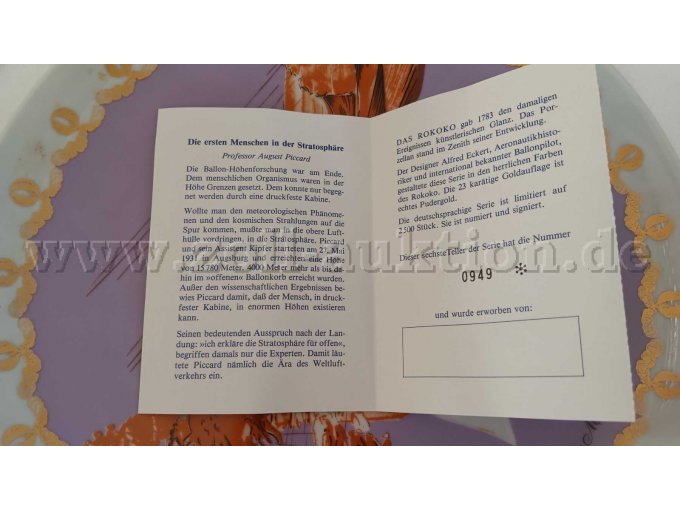 Die ersten Menschen in der Stratosphäre
Professor August Piccard
Die Ballon-Höhenforschung war am Ende.
Dem menschlichen Organismus waren in der
Höhe Grenzen gesetzt. Dem konnte nur begeg-
net werden durch eine druckfeste Kabine.
Wollte man den meteorologischen Phänome-
nen und den kosmischen Strahlungen auf die
Spur kommen, mußte man in die obere Luft-
hülle vordringen, in die Stratosphäre. Piccard
und sein Assistent Kipfer starteten am 27. Mai
1931 in Augsburg und erreichten eine Höhe
von 15 780 Meter, 4000 Meter mehr als bis da-
hin im »offenen« Ballonkorb erreicht wurden.
Außer den wissenschaftlichen Ergebnissen be-
wies Piccard damit, daß der Mensch, in druck-
fester Kabine, in enormen Höhen existieren
kann.
Seinen bedeutenden Ausspruch nach der Lan-
dung: »ich erkläre die Stratosphäre für offen«,
begriffen damals nur die Experten. Damit läu-
tete Piccard nämlich die Ära des Weltluft-
verkehrs ein.
DAS ROKOKO gab 1783 den damaligen
Ereignissen künstlerischen Glanz. Das Por-
zellan stand im Zenith seiner Entwicklung.
Der Designer Alfred Eckert, Aeronautikhisto-
riker und international bekannter Ballonpilot,
gestaltete diese Serie in den herrlichen Farben
des Rokoko. Die 23 karätige Goldauflage ist
echtes Pudergold.
Die deutschsprachige Serie ist limitiert auf
2 500 Stück. Sie ist numiert und signiert.
Dieser sechste Teller der Serie hat die Nummer
0949 *
und wurde erworben von: